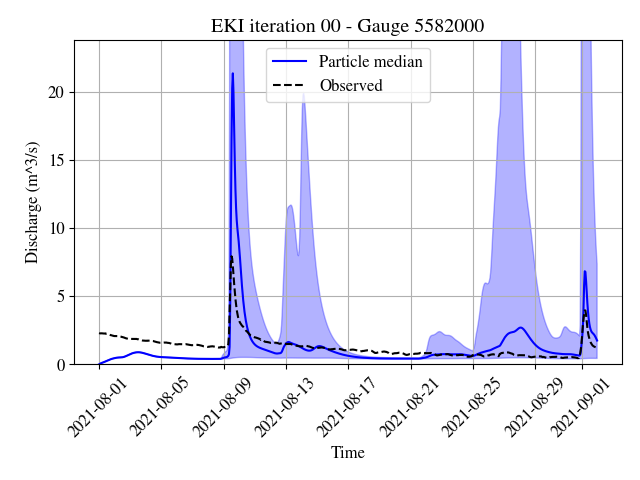 EKI iteration 00 - Gauge 5582000
Particle median
Observed
Discharge (m^3/s)
20
15
10
5
0
2021-08-01
2021-08-05
2021-08-09
2021-08-13
2021-08-17
2021-08-21
2021-08-25
2021-08-29
2021-09-01
Time